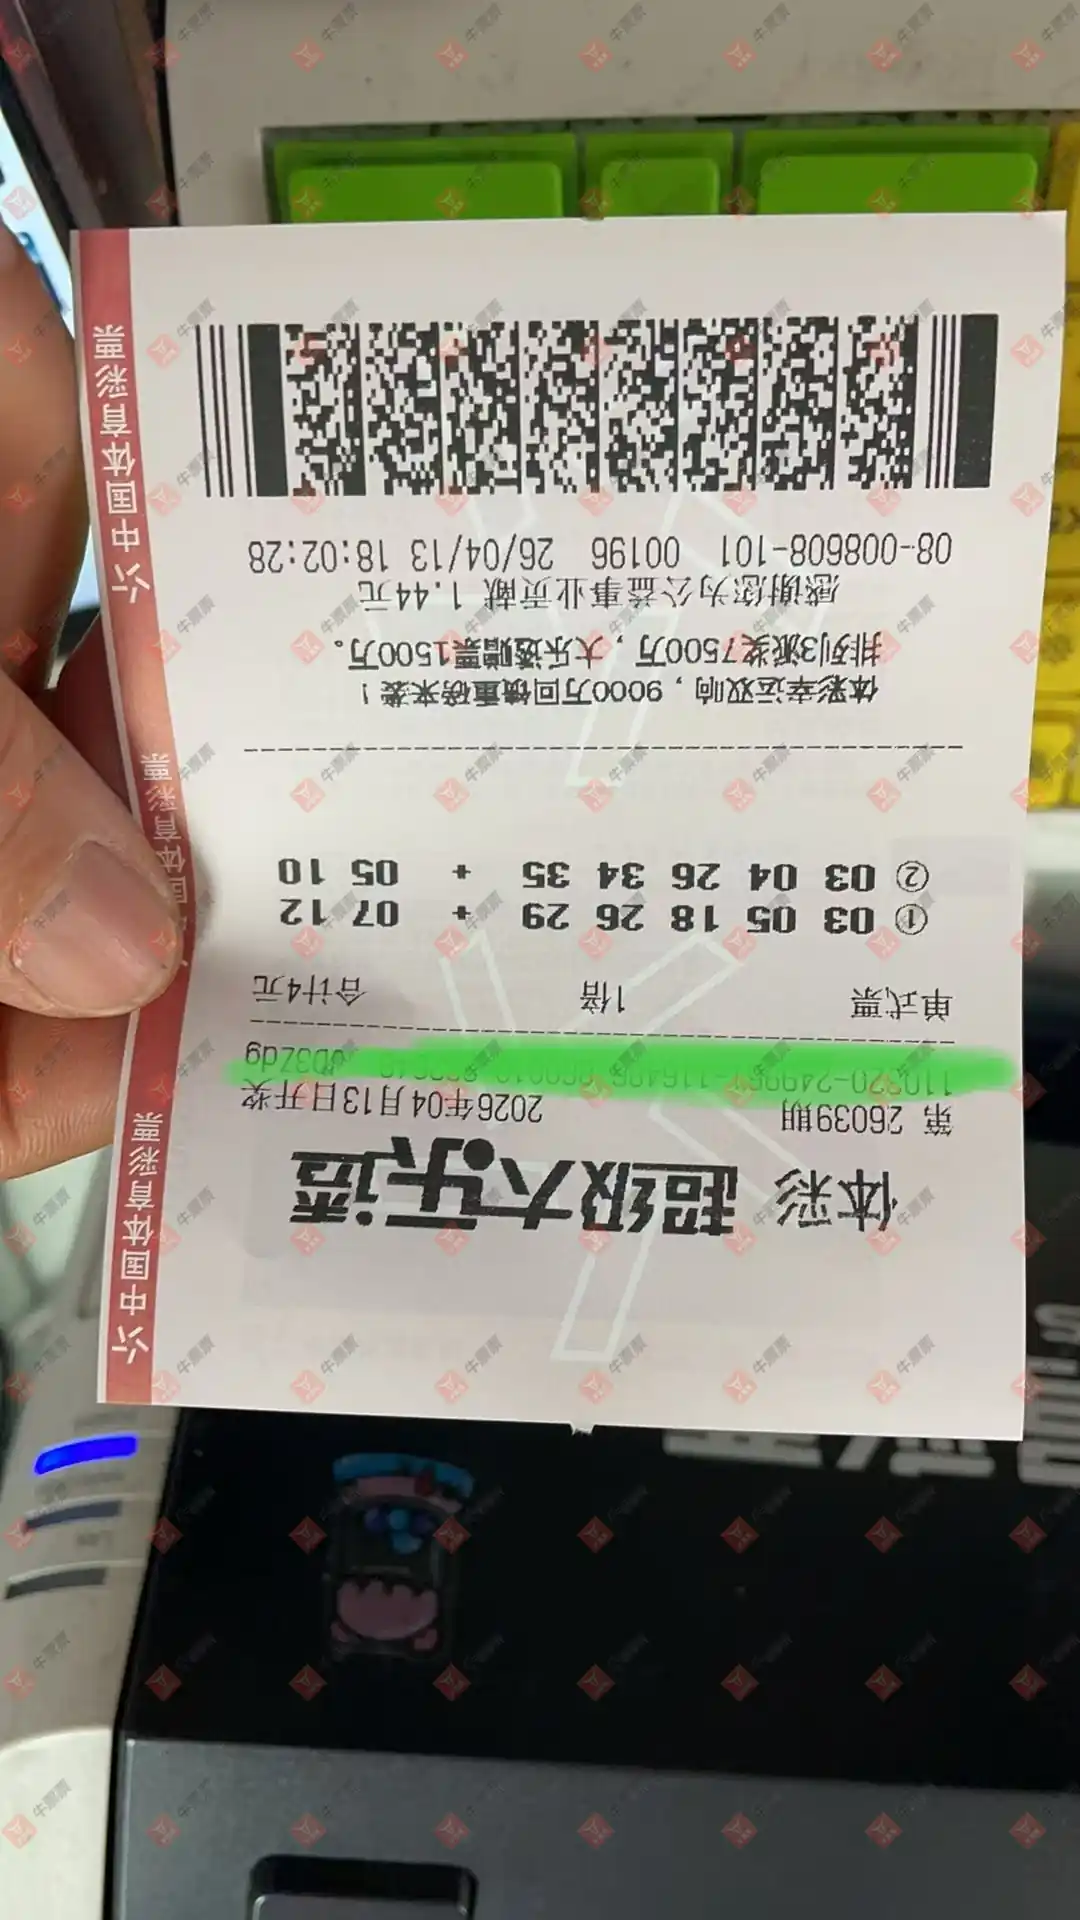 体彩 超级大乐透
第 26039期 2026年04月13日开奖
单式票 1倍 合计4元
① 03 05 18 26 29 + 07 12
② 03 04 26 34 35 + 05 10
体彩幸运双响，9000万回馈重磅来袭！
排列3派奖7500万，大乐透赠票1500万。
感谢您为公益事业贡献 1.44元
08-008608-101 00196 26/04/13 18:02:28
中国体育彩票
国体育彩票
中国体育彩票
牛票票